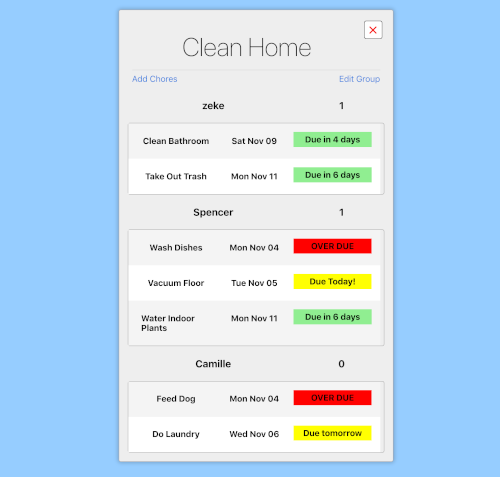 Clean Home
Add Chores Edit Group
zeke 1
Clean Bathroom Sat Nov 09 Due in 4 days
Take Out Trash Mon Nov 11 Due in 6 days
Spencer 1
Wash Dishes Mon Nov 04 OVER DUE
Vacuum Floor Tue Nov 05 Due Today!
Water Indoor Mon Nov 11 Due in 6 days
Plants
Camille 0
Feed Dog Mon Nov 04 OVER DUE
Do Laundry Wed Nov 06 Due tomorrow